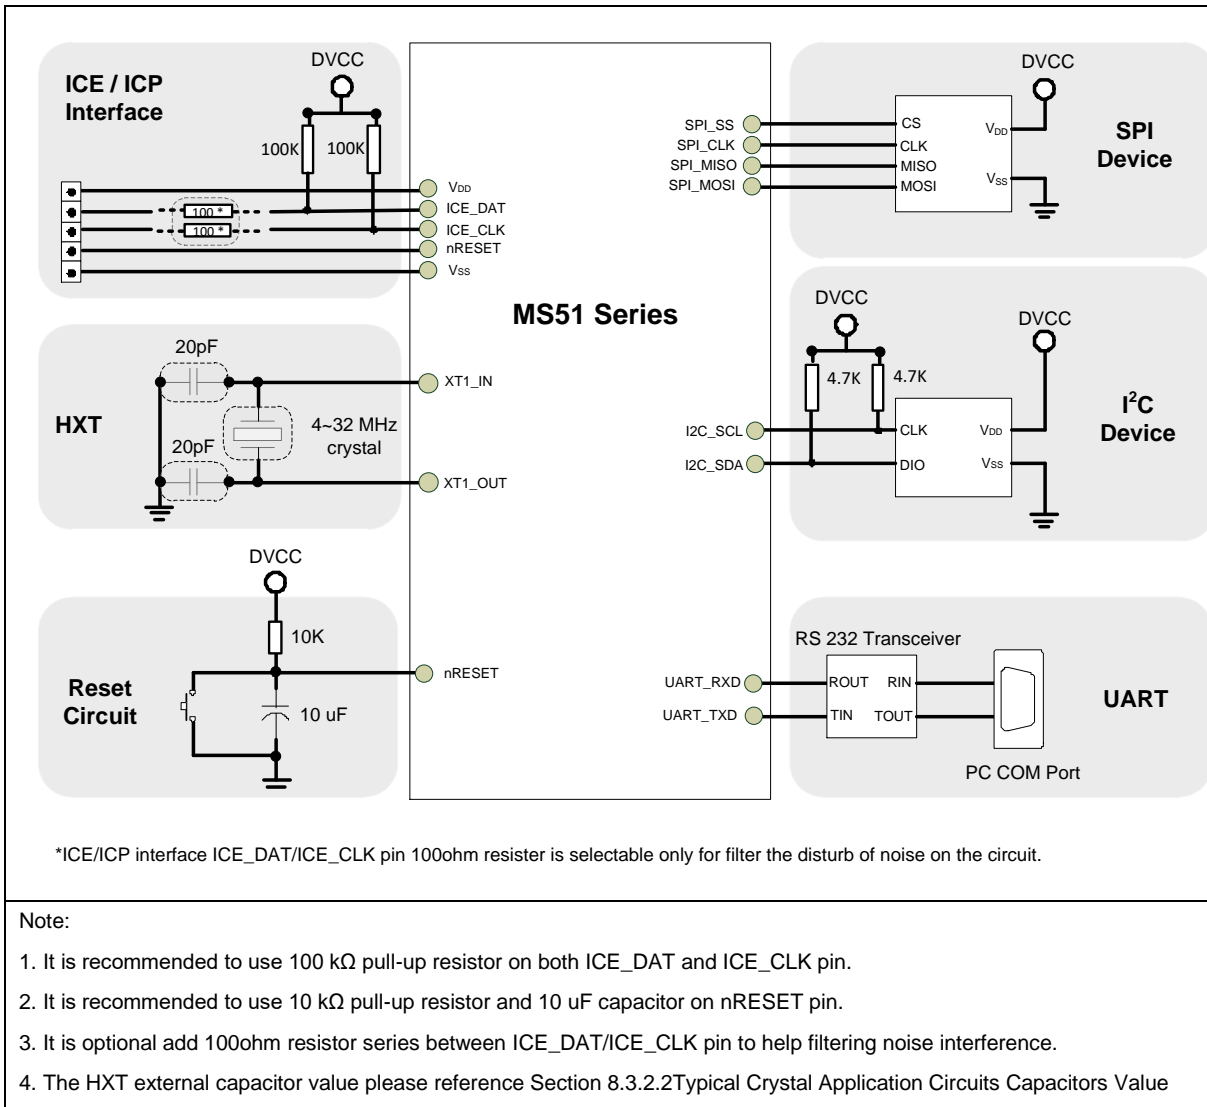 ICE / ICP
Interface
DVCC
100K
100K
100 *
100 *
VDD
ICE_DAT
ICE_CLK
nRESET
VSS
HXT
20pF
20pF
4~32 MHz
crystal
XT1_IN
XT1_OUT
DVCC
10K
Reset
Circuit
10 uF
nRESET
MS51 Series
SPI_SS
SPI_CLK
SPI_MISO
SPI_MOSI
CS
CLK
MISO
MOSI
VDD
VSS
DVCC
SPI
Device
DVCC
4.7K
4.7K
DVCC
I2C_SCL
I2C_SDA
CLK
DIO
VDD
VSS
I²C
Device
RS 232 Transceiver
UART_RXD
UART_TXD
ROUT
RIN
TIN
TOUT
UART
PC COM Port
*ICE/ICP interface ICE_DAT/ICE_CLK pin 100ohm resister is selectable only for filter the disturb of noise on the circuit.
Note:
1. It is recommended to use 100 kΩ pull-up resistor on both ICE_DAT and ICE_CLK pin.
2. It is recommended to use 10 kΩ pull-up resistor and 10 uF capacitor on nRESET pin.
3. It is optional add 100ohm resistor series between ICE_DAT/ICE_CLK pin to help filtering noise interference.
4. The HXT external capacitor value please reference Section 8.3.2.2Typical Crystal Application Circuits Capacitors Value